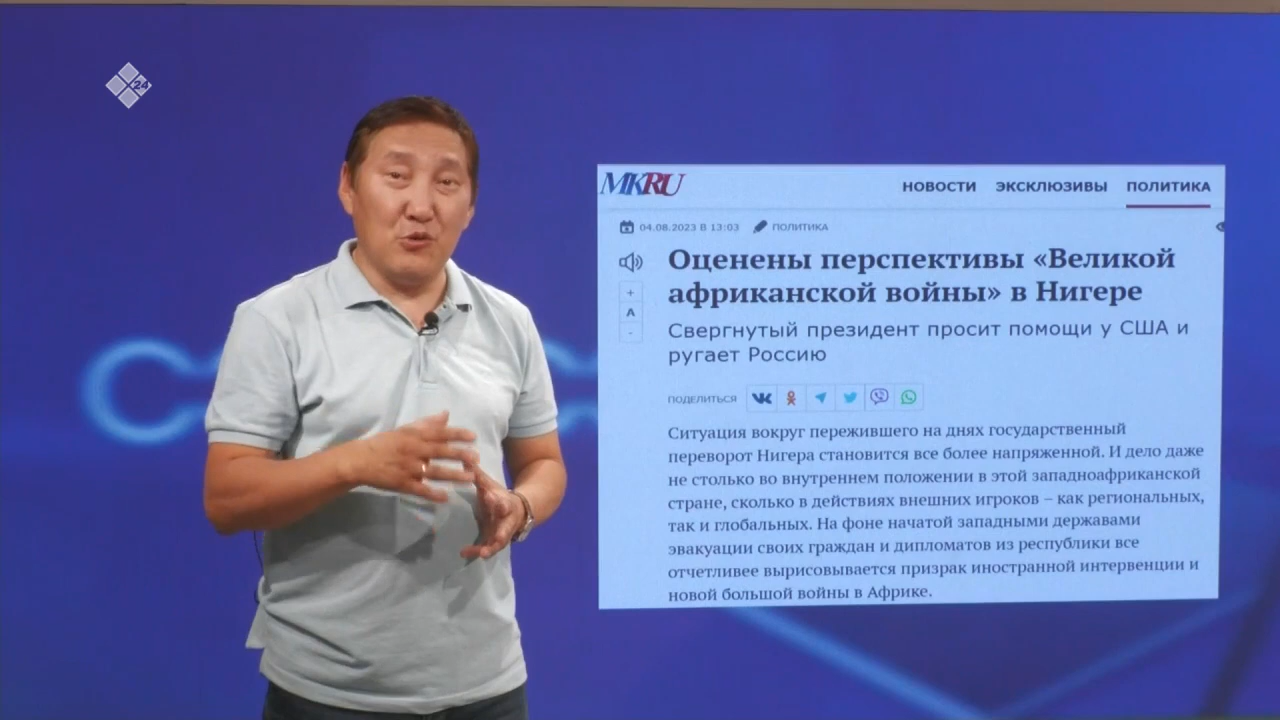 X24
MKRU
НОВОСТИ ЭКСКЛЮЗИВЫ ПОЛИТИКА
04.08.2023 В 13:03 ПОЛИТИКА
Оценены перспективы «Великой
африканской войны» в Нигере
+
А
-
Свергнутый президент просит помощи у США и
ругает Россию
ПОДЕЛИТЬСЯ
Ситуация вокруг пережившего на днях государственный
переворот Нигера становится все более напряженной. И дело даже
не столько во внутреннем положении в этой западноафриканской
стране, сколько в действиях внешних игроков – как региональных,
так и глобальных. На фоне начатой западными державами
эвакуации своих граждан и дипломатов из республики все
отчетливее вырисовывается призрак иностранной интервенции и
новой большой войны в Африке.